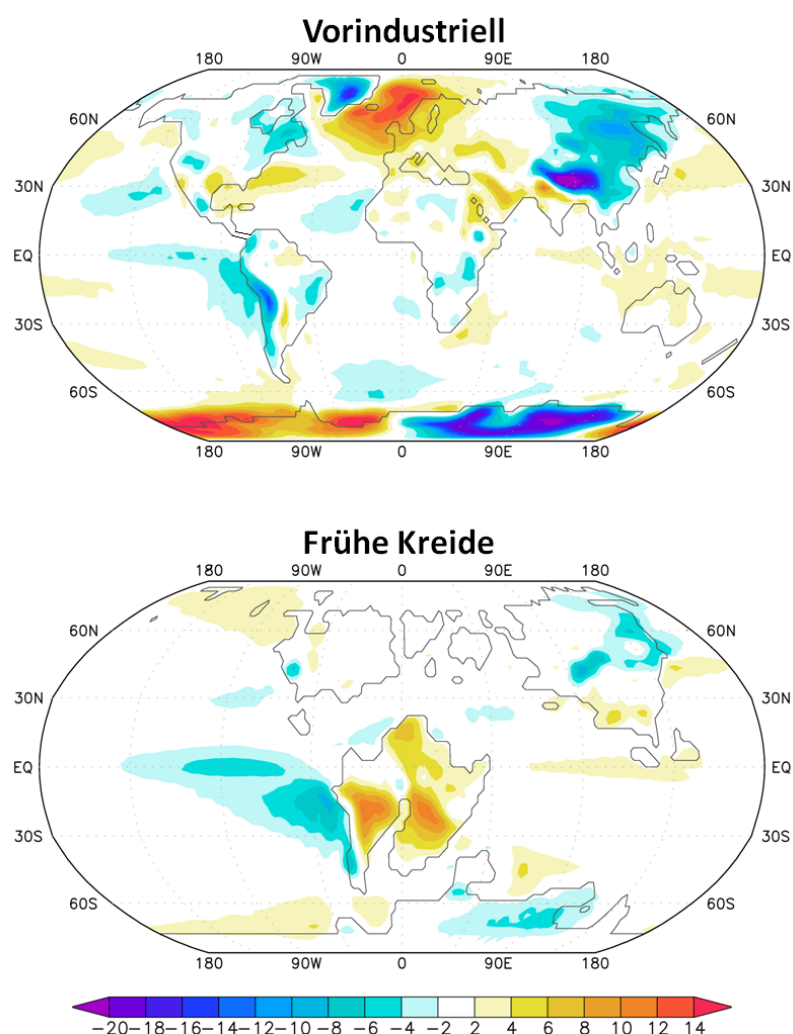 Vorindustriell
180 90W 0 90E 180
60N 60N
30N 30N
EQ EQ
30S 30S
60S 60S
180 90W 0 90E 180
Frühe Kreide
180 90W 0 90E 180
60N 60N
30N 30N
EQ EQ
30S 30S
60S 60S
180 90W 0 90E 180
−20 −18 −16 −14 −12 −10 −8 −6 −4 −2 2 4 6 8 10 12 14